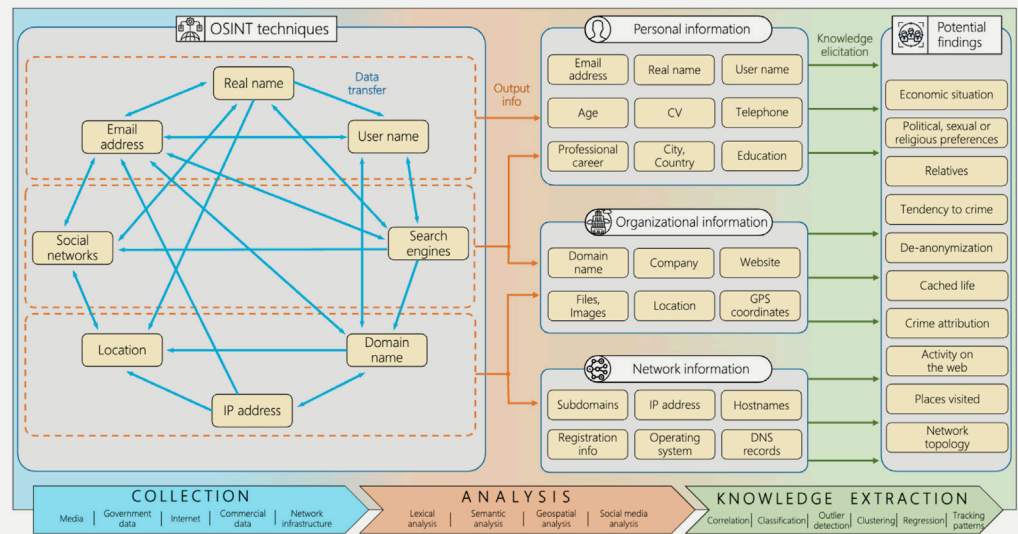 OSINT techniques
Real name
Data
transfer
Email
address
User name
Social
networks
Search
engines
Location
Domain
name
IP address
Output
info
Personal information
Email
address
Real name
User name
Age
CV
Telephone
Professional
career
City,
Country
Education
Organizational information
Domain
name
Company
Website
Files,
Images
Location
GPS
coordinates
Network information
Subdomains
IP address
Hostnames
Registration
info
Operating
system
DNS
records
Knowledge
elicitation
Potential
findings
Economic situation
Political, sexual or
religious preferences
Relatives
Tendency to crime
De-anonymization
Cached life
Crime attribution
Activity on
the web
Places visited
Network
topology
COLLECTION
Media
Government
data
Internet
Commercial
data
Network
infrastructure
ANALYSIS
Lexical
analysis
Semantic
analysis
Geospatial
analysis
Social media
analysis
KNOWLEDGE EXTRACTION
Correlation
Classification
Outlier
detection
Clustering
Regression
Tracking
patterns